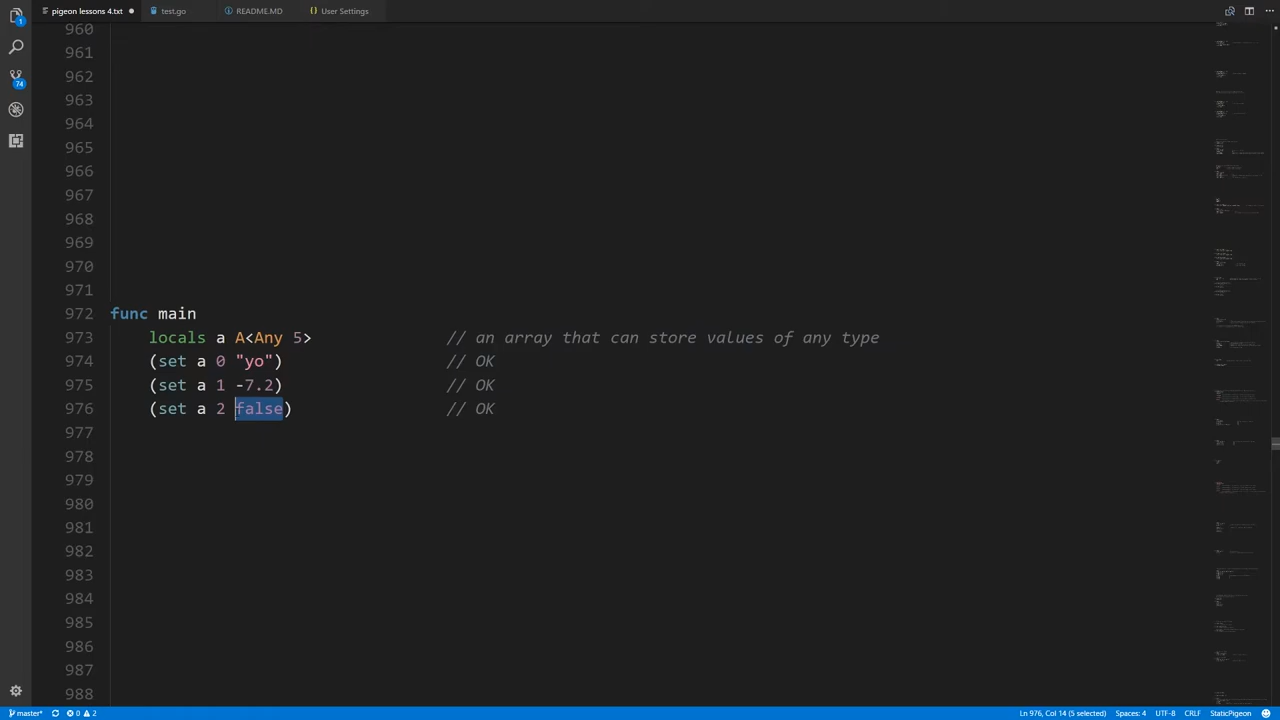 pigeon lessons 4.txt
test.go
README.MD
User Settings
1
74
960
961
962
963
964
965
966
967
968
969
970
971
972 func main
973 locals a A<Any 5> // an array that can store values of any type
974 (set a 0 "yo") // OK
975 (set a 1 -7.2) // OK
976 (set a 2 false) // OK
977
978
979
980
981
982
983
984
985
986
987
988
master* 0 2 Ln 976, Col 14 (5 selected) Spaces: 4 UTF-8 CRLF StaticPigeon